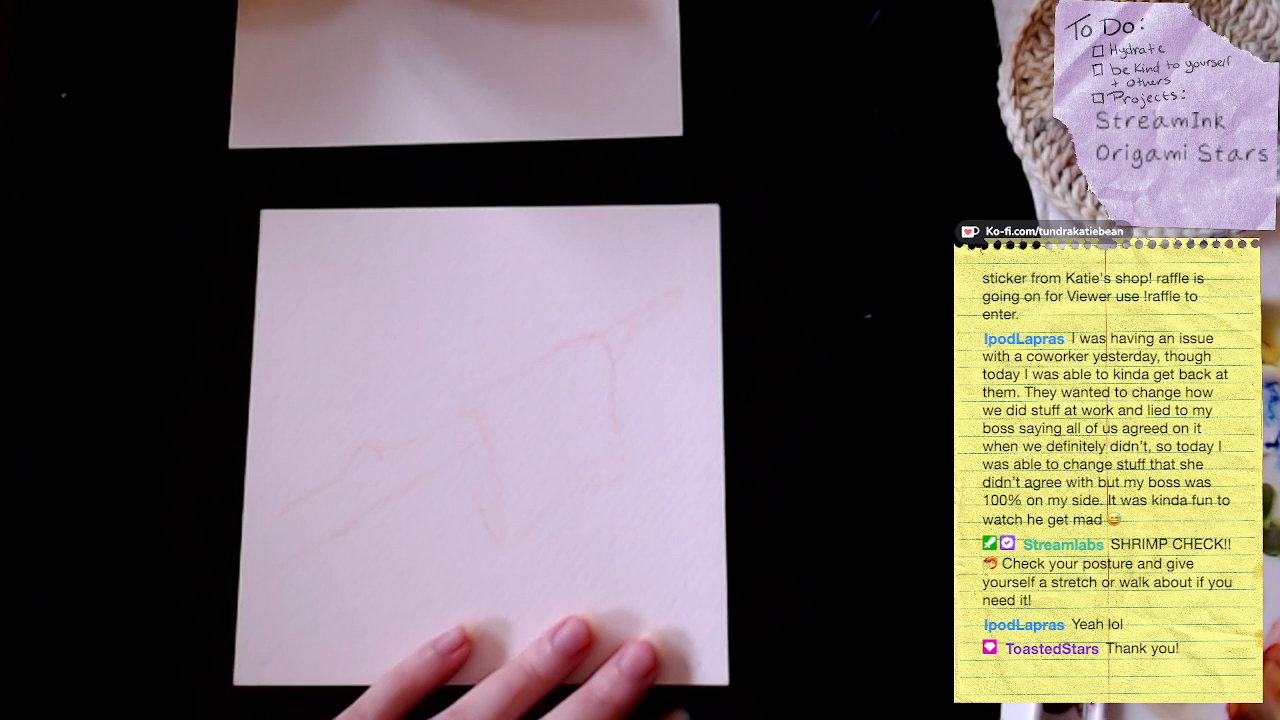 To Do:
Hydrate
be kind to yourself
+ others
Projects:
StreamInk
Origami Stars
Ko-fi.com/tundrakatiebean
sticker from Katie's shop! raffle is
going on for Viewer use !raffle to
enter.
IpodLapras I was having an issue
with a coworker yesterday, though
today I was able to kinda get back at
them. They wanted to change how
we did stuff at work and lied to my
boss saying all of us agreed on it
when we definitely didn't, so today I
was able to change stuff that she
didn't agree with but my boss was
100% on my side. It was kinda fun to
watch he get mad 😅
Streamlabs SHRIMP CHECK!!
🦐 Check your posture and give
yourself a stretch or walk about if you
need it!
IpodLapras Yeah lol
ToastedStars Thank you!